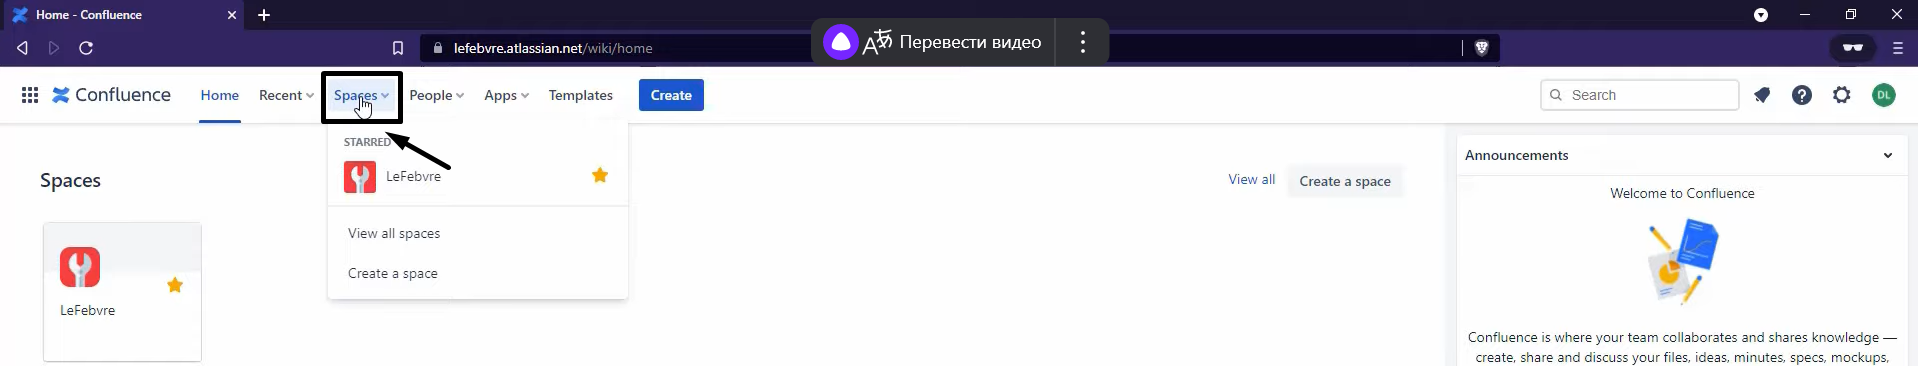 Home - Confluence
lefebvre.atlassian.net/wiki/home
Перевести видео
Confluence Home Recent Spaces People Apps Templates Create Search DL
STARRED
LeFebvre
View all spaces
Create a space
Spaces
View all Create a space
LeFebvre
Announcements
Welcome to Confluence
Confluence is where your team collaborates and shares knowledge —
create, share and discuss your files, ideas, minutes, specs, mockups,